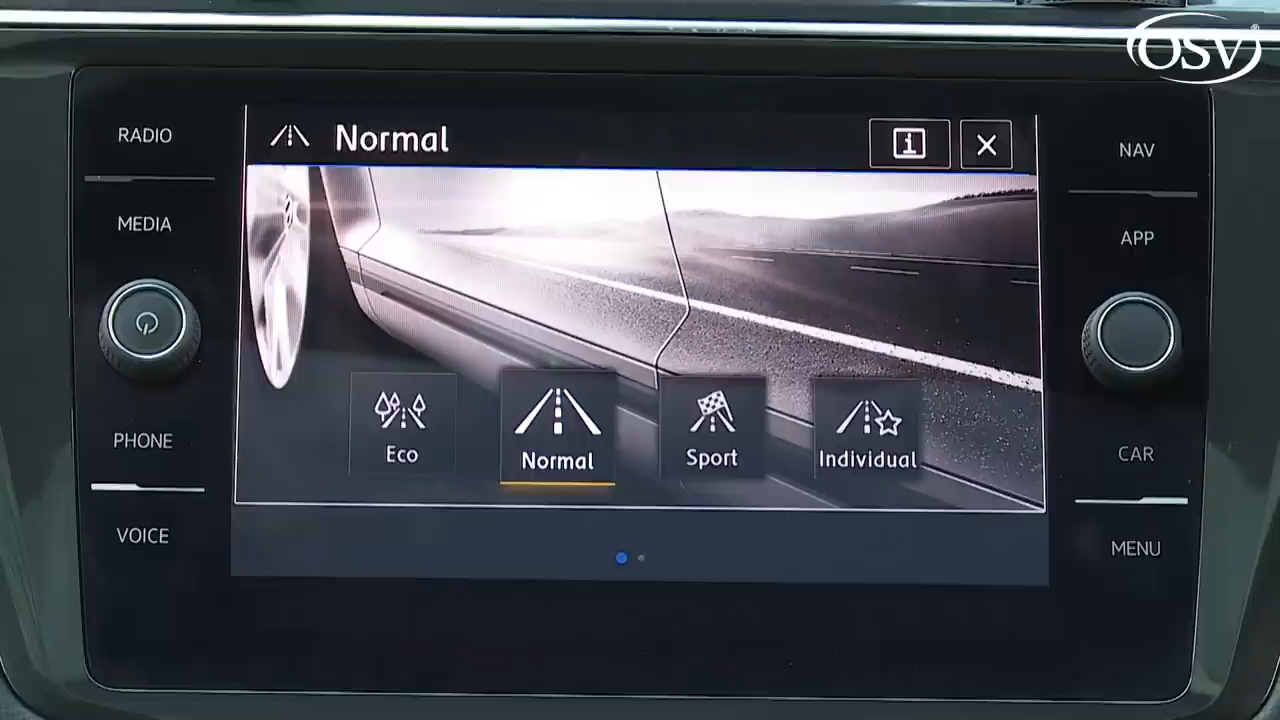 OSV
RADIO
MEDIA
PHONE
VOICE
Normal
Eco
Normal
Sport
Individual
NAV
APP
CAR
MENU